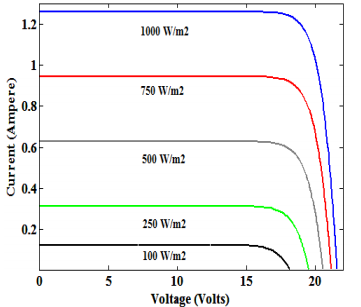 1.2
1
0.8
0.6
0.4
0.2
Current (Ampere)
1000 W/m2
750 W/m2
500 W/m2
250 W/m2
100 W/m2
0 5 10 15 20
Voltage (Volts)